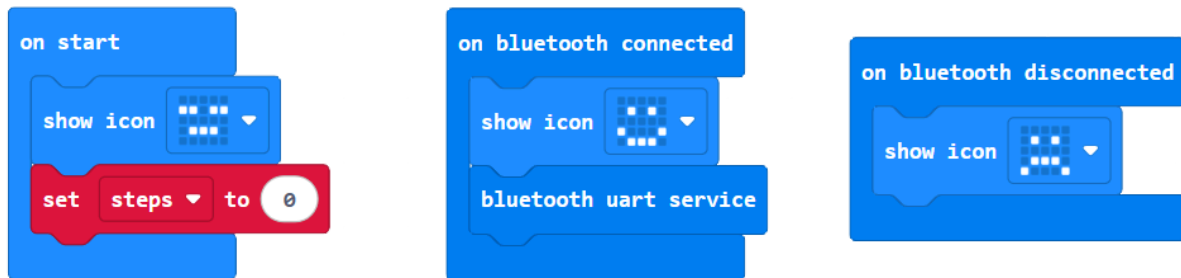 on start
show icon
set steps to 0
on bluetooth connected
show icon
bluetooth uart service
on bluetooth disconnected
show icon